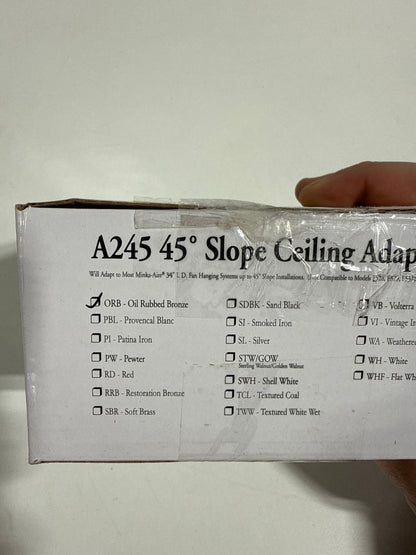 A245 45° Slope Ceiling Adap
Will Adapt to Most Minka-Aire® 34" I. D. Fan Hanging Systems up to 45° Slope Installations. Compatible to Models
ORB - Oil Rubbed Bronze
PBL - Provencal Blanc
PI - Patina Iron
PW - Pewter
RD - Red
RRB - Restoration Bronze
SBR - Soft Brass
SDBK - Sand Black
SI - Smoked Iron
SL - Silver
STW/GOW
Sterling Walnut/Golden Walnut
SWH - Shell White
TCL - Textured Coal
TWW - Textured White Wet
VB - Volterra
VI - Vintage Ir
WA - Weathere
WH - White
WHF - Flat Wh